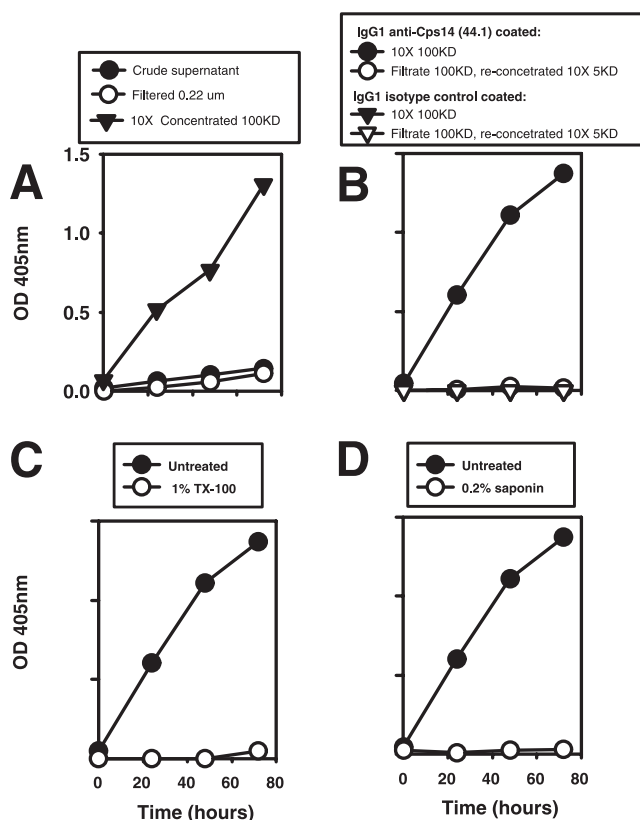 Crude supernatant
Filtered 0.22 um
10X Concentrated 100KD
IgG1 anti-Cps14 (44.1) coated:
10X 100KD
Filtrate 100KD, re-concetrated 10X 5KD
IgG1 isotype control coated:
10X 100KD
Filtrate 100KD, re-concetrated 10X 5KD
A
1.5
1.0
0.5
0.0
OD 405nm
B
C
Untreated
1% TX-100
OD 405nm
0 20 40 60 80
Time (hours)
D
Untreated
0.2% saponin
0 20 40 60 80
Time (hours)